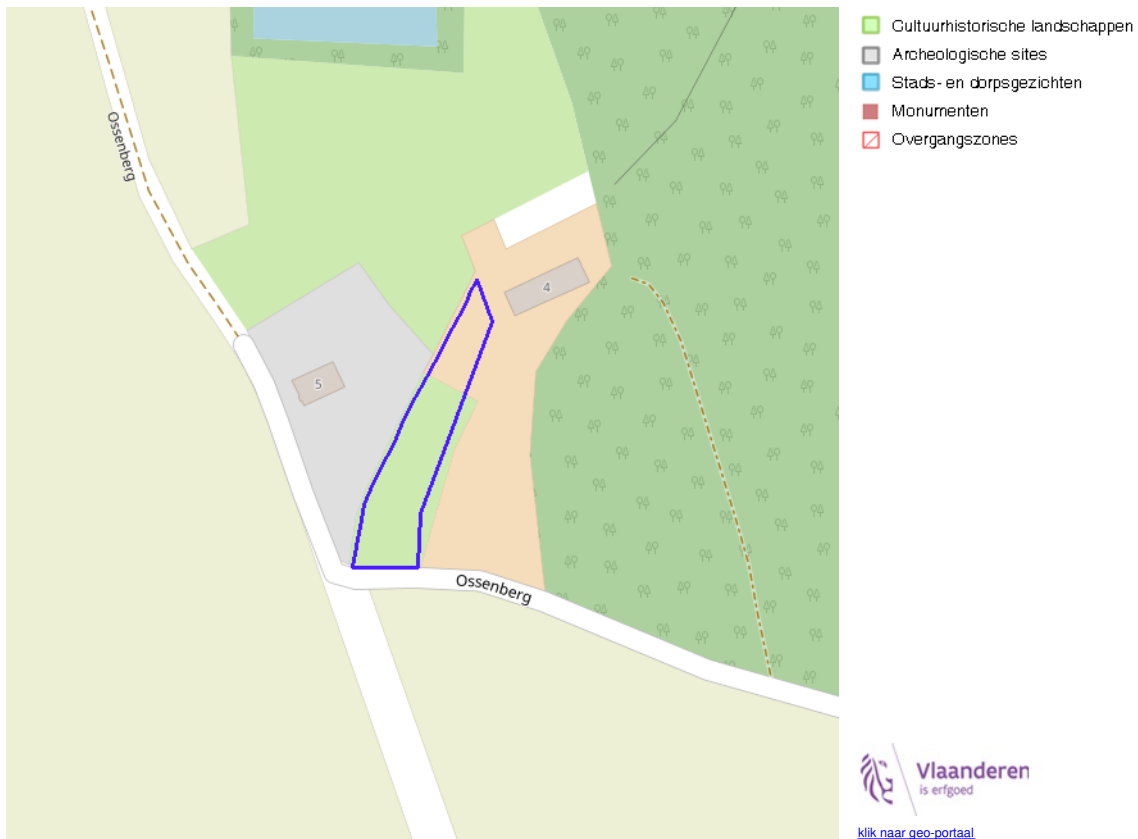 Ossenberg
4
5
Ossenberg
Cultuurhistorische landschappen
Archeologische sites
Stads- en dorpsgezichten
Monumenten
Overgangszones
Vlaanderen
is erfgoed
klik naar geo-portaal